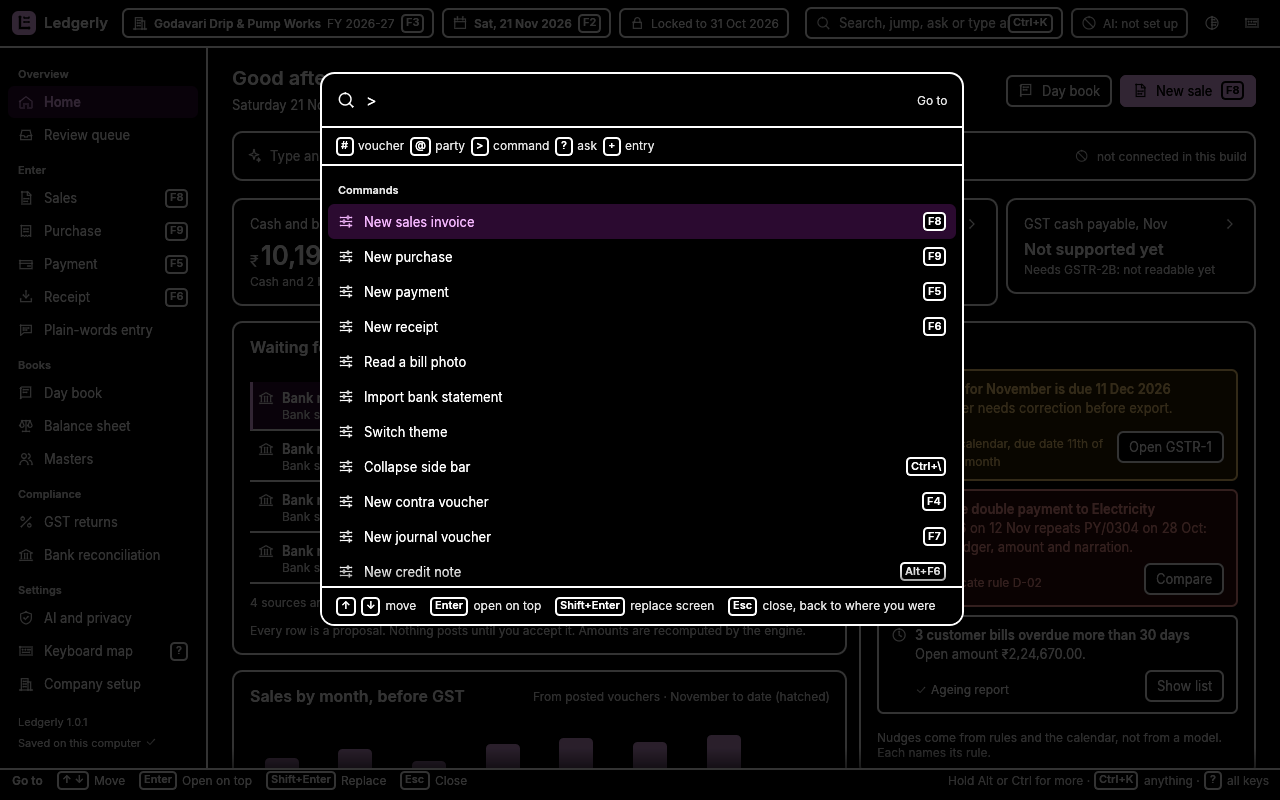 Ledgerly
Godavari Drip & Pump Works FY 2026-27 F3
Sat, 21 Nov 2026 F2
Locked to 31 Oct 2026
Search, jump, ask or type a Ctrl+K
AI: not set up
Overview
Home
Review queue
Enter
Sales F8
Purchase F9
Payment F5
Receipt F6
Plain-words entry
Books
Day book
Balance sheet
Masters
Compliance
GST returns
Bank reconciliation
Settings
AI and privacy
Keyboard map ?
Company setup
Ledgerly 1.0.1
Saved on this computer
Good afte
Saturday 21 No
Day book
New sale F8
Type an
not connected in this build
Cash and b
₹10,19
Cash and 2 b
GST cash payable, Nov
Not supported yet
Needs GSTR-2B: not readable yet
> Go to
# voucher @ party > command ? ask + entry
Commands
New sales invoice F8
New purchase F9
New payment F5
New receipt F6
Read a bill photo
Import bank statement
Switch theme
Collapse side bar Ctrl+\
New contra voucher F4
New journal voucher F7
New credit note Alt+F6
↑ ↓ move Enter open on top Shift+Enter replace screen Esc close, back to where you were
Waiting fo
Bank
Bank s
Bank
Bank s
Bank
Bank s
Bank
Bank s
4 sources a
Every row is a proposal. Nothing posts until you accept it. Amounts are recomputed by the engine.
Sales by month, before GST
From posted vouchers · November to date (hatched)
for November is due 11 Dec 2026
er needs correction before export.
alendar, due date 11th of
month
Open GSTR-1
double payment to Electricity
on 12 Nov repeats PY/0304 on 28 Oct:
dger, amount and narration.
ate rule D-02
Compare
3 customer bills overdue more than 30 days
Open amount ₹2,24,670.00.
Ageing report
Show list
Nudges come from rules and the calendar, not from a model.
Each names its rule.
Go to ↑ ↓ Move Enter Open on top Shift+Enter Replace Esc Close
Hold Alt or Ctrl for more · Ctrl+K anything · ? all keys